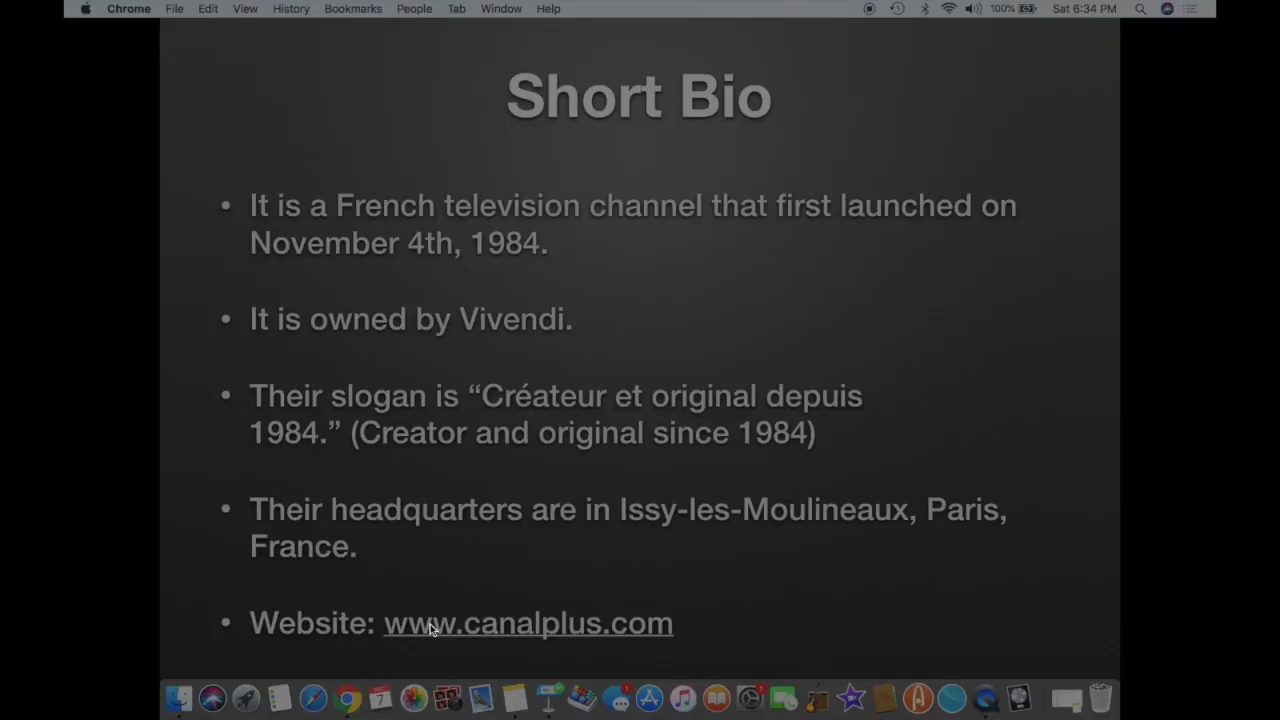 Chrome File Edit View History Bookmarks People Tab Window Help 100% Sat 6:34 PM
Short Bio
• It is a French television channel that first launched on
November 4th, 1984.
• It is owned by Vivendi.
• Their slogan is “Créateur et original depuis
1984.” (Creator and original since 1984)
• Their headquarters are in Issy-les-Moulineaux, Paris,
France.
• Website: www.canalplus.com
7